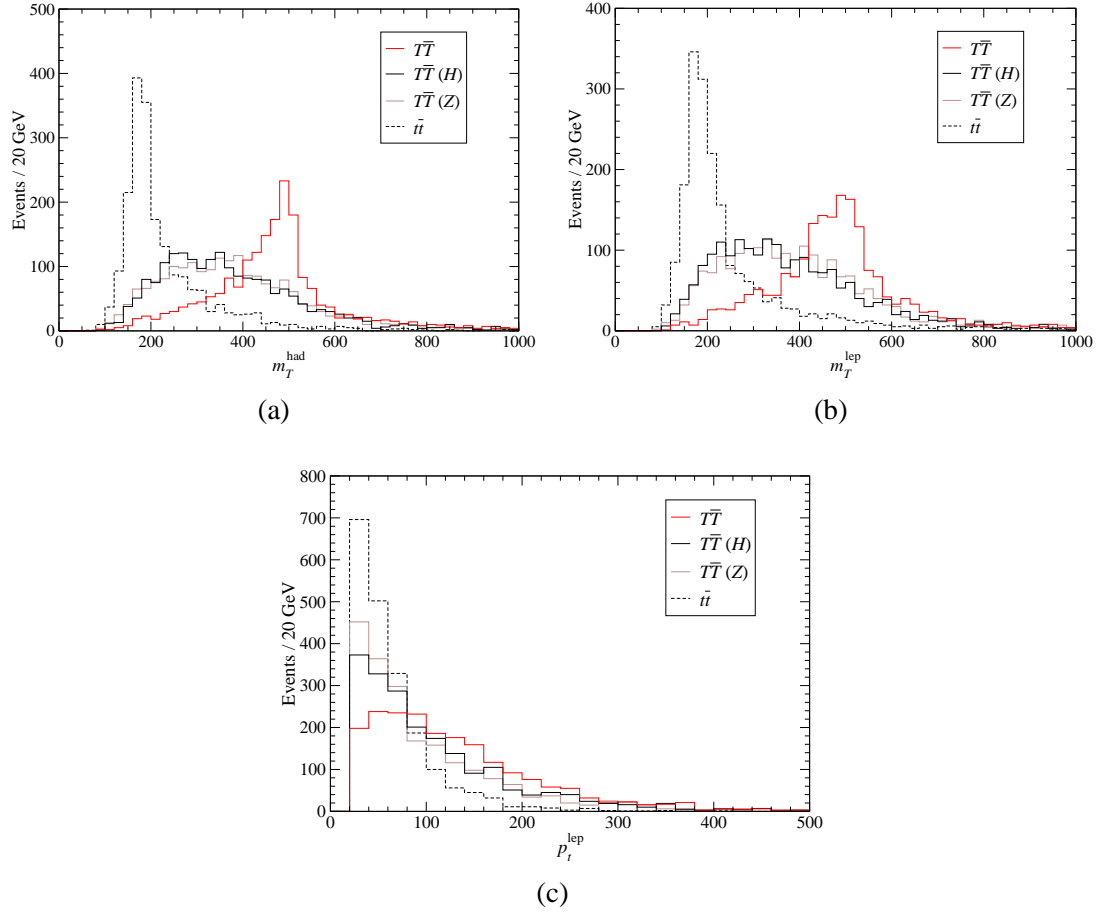 500
400
300
200
100
0
Events / 20 GeV
TT̅
TT̅ (H)
TT̅ (Z)
tt̄
0 200 400 600 800 1000
m_T^had
(a)
400
300
200
100
0
Events / 20 GeV
TT̅
TT̅ (H)
TT̅ (Z)
tt̄
0 200 400 600 800 1000
m_T^lep
(b)
800
700
600
500
400
300
200
100
0
Events / 20 GeV
TT̅
TT̅ (H)
TT̅ (Z)
tt̄
0 100 200 300 400 500
p_t^lep
(c)